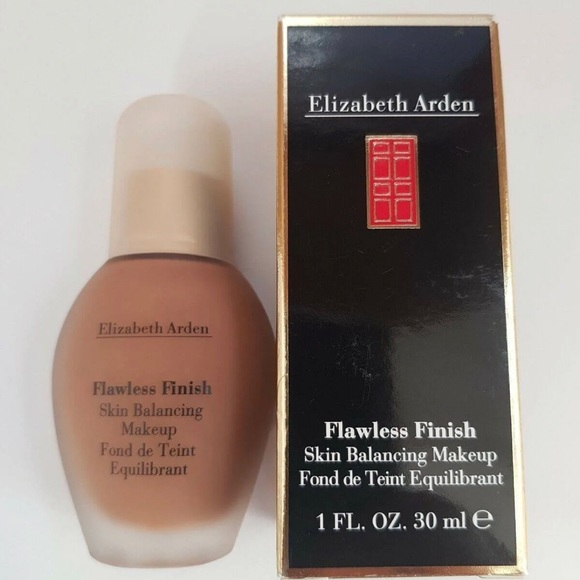 Elizabeth Arden
Flawless Finish
Skin Balancing
Makeup
Fond de Teint
Equilibrant
Elizabeth Arden
Flawless Finish
Skin Balancing Makeup
Fond de Teint Equilibrant
1 FL. OZ. 30 ml ℮